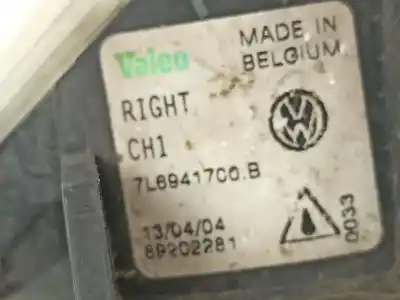 Valeo
MADE IN
BELGIUM
RIGHT
CH1
7L6941700.B
13/04/04
89202281
0033